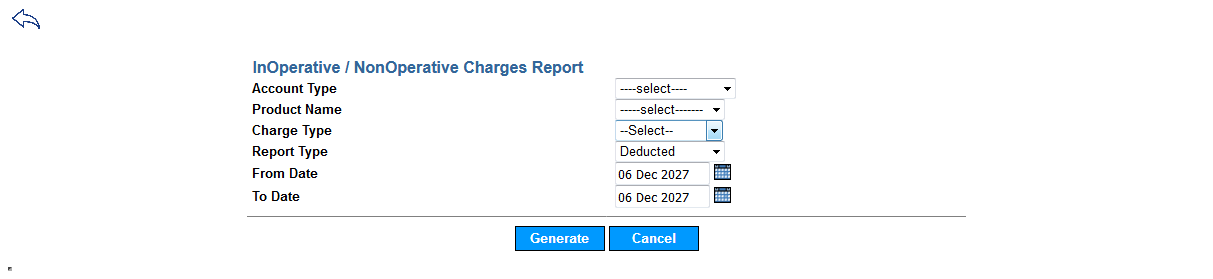 InOperative / NonOperative Charges Report
Account Type ----select----
Product Name -----select-------
Charge Type --Select--
Report Type Deducted
From Date 06 Dec 2027
To Date 06 Dec 2027
Generate Cancel